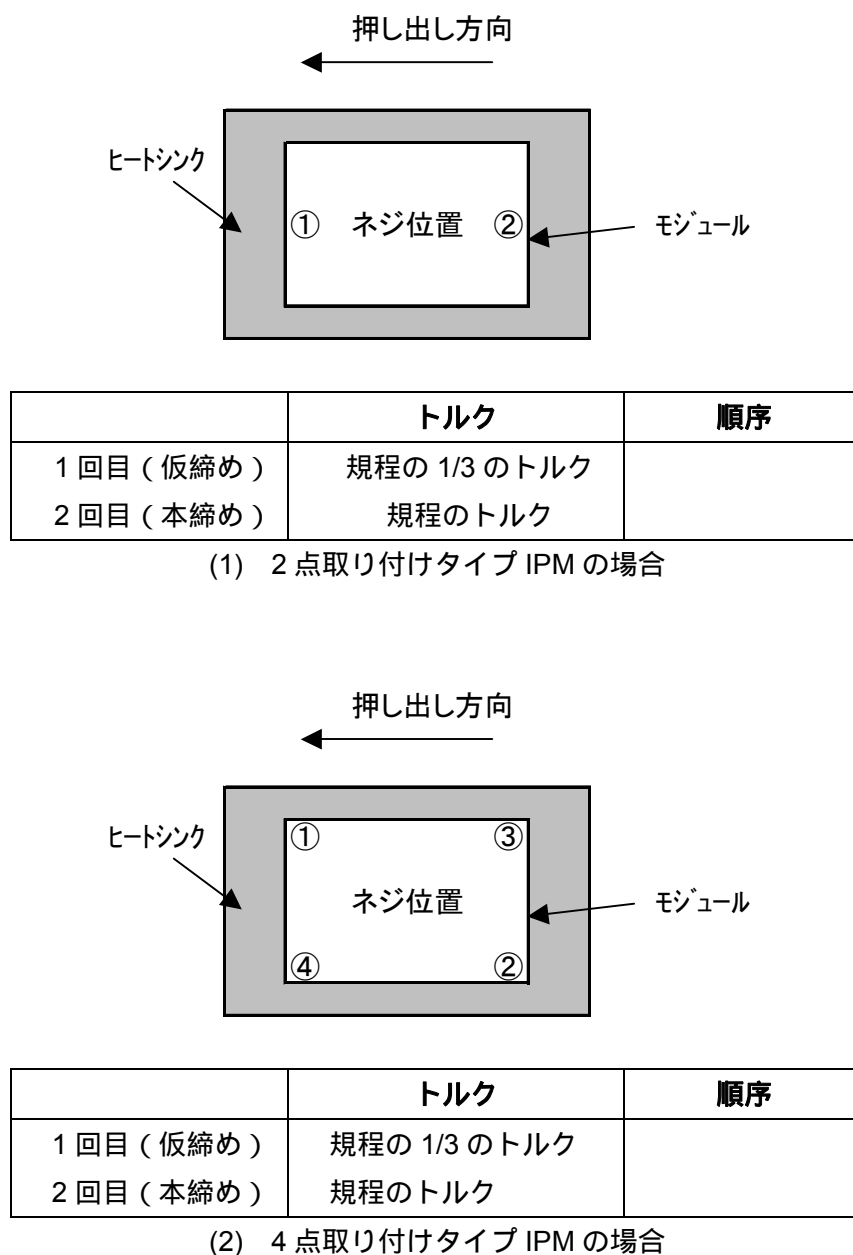 押し出し方向
ヒートシンク
① ネジ位置 ②
モジュール
トルク 順序
1 回目（仮締め） 規程の 1/3 のトルク
2 回目（本締め） 規程のトルク
(1) 2 点取り付けタイプ IPM の場合
押し出し方向
ヒートシンク
① ③
ネジ位置
モジュール
④ ②
トルク 順序
1 回目（仮締め） 規程の 1/3 のトルク
2 回目（本締め） 規程のトルク
(2) 4 点取り付けタイプ IPM の場合